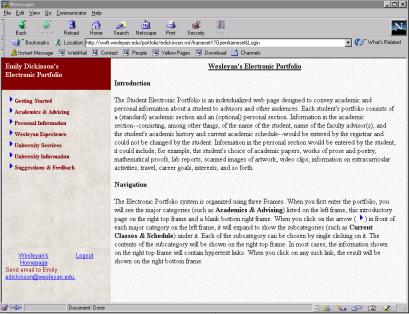 Netscape
File Edit View Go Communicator Help
Back Forward Reload Home Search Netscape Print Security
Bookmarks Location: What's Related
Instant Message WebMail Contact People Yellow Pages Download Channels
Emily Dickinson's
Electronic Portfolio
Getting Started
Academics & Advising
Personal Information
Wesleyan Experience
University Services
University Information
Suggestions & Feedback
Wesleyan's Logout
Homepage
Send email to Emily
adickinson@wesleyan.edu
Wesleyan's Electronic Portfolio
Introduction
The Student Electronic Portfolio is an individualized web page designed to convey academic and
personal information about a student to advisors and other audiences. Each student's portfolio consists of
a (standard) academic section and an (optional) personal section. Information in the academic
section--consisting, among other things, of the name of the student, name of the faculty advisor(s), and
the student's academic history and current academic schedule--would be entered by the registrar and
could not be changed by the student. Information in the personal section would be entered by the student,
it could include, for example, the student's choice of academic papers, works of prose and poetry,
mathematical proofs, lab reports, scanned images of artwork, video clips, information on extracurricular
activities, travel, career goals, interests, and so forth.
Navigation
The Electronic Portfolio system is organized using three Frames. When you first enter the portfolio, you
will see the major categories (such as Academics & Advising) listed on the left frame, this introductory
page on the right top frame and a blank bottom right frame. When you click on the arrow ( ) in front of
each major category on the left frame, it will expand to show the subcategories (such as Current
Classes & Schedule) under it. Each of the subcategory can be chosen by single clicking on it. The
contents of the subcategory will be shown on the right top frame. In most cases, the information shown
on the right top frame will contain hypertext links. When you click on any such link, the result will be
shown on the right bottom frame.
Document: Done